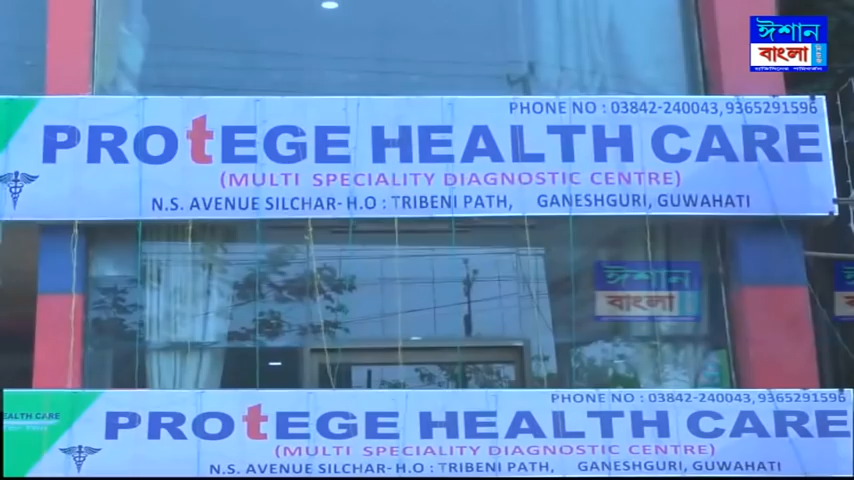 ঈশান
বাংলা
PHONE NO : 03842-240043,9365291596
PROtEGE HEALTH CARE
(MULTI SPECIALITY DIAGNOSTIC CENTRE)
N.S. AVENUE SILCHAR-H.O : TRIBENI PATH, GANESHGURI, GUWAHATI
ঈশান
বাংলা
HEALTH CARE
PHONE NO : 03842-240043,9365291596
PROtEGE HEALTH CARE
(MULTI SPECIALITY DIAGNOSTIC CENTRE)
N.S. AVENUE SILCHAR-H.O : TRIBENI PATH, GANESHGURI, GUWAHATI